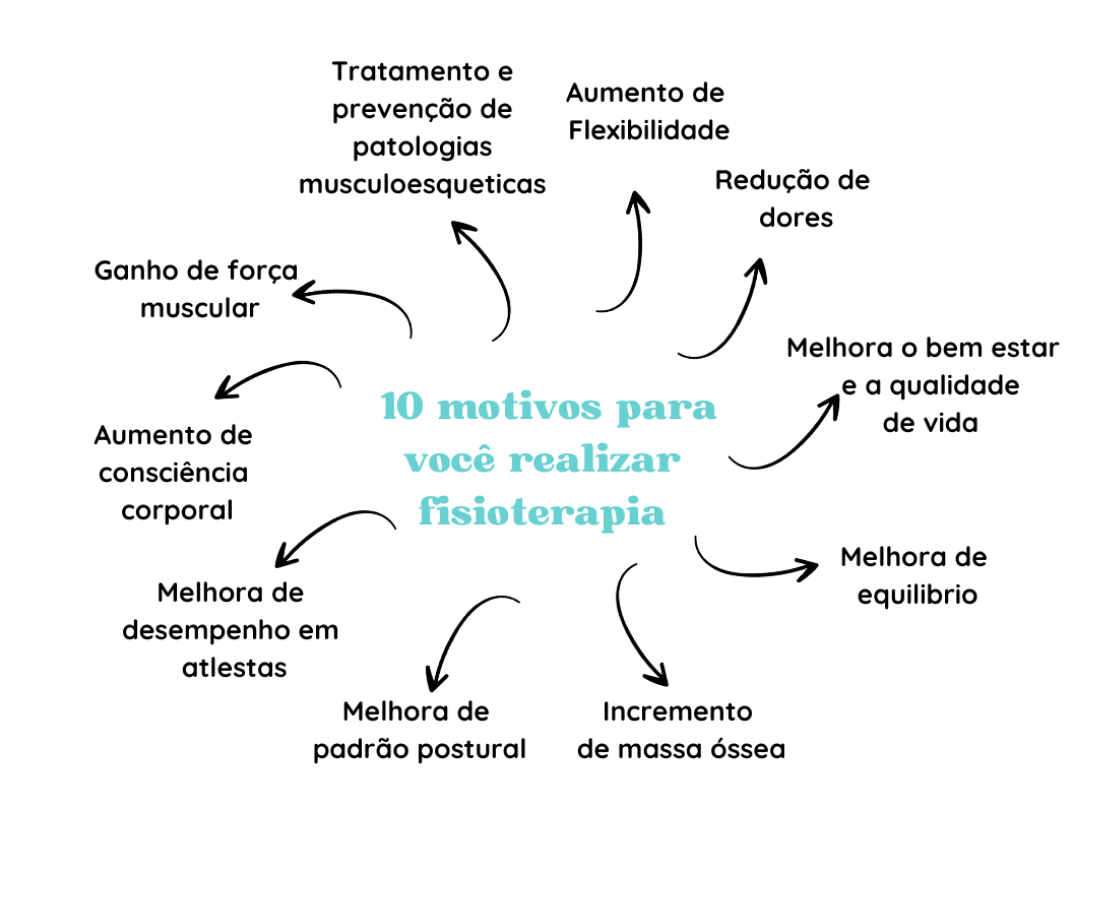 Tratamento e
prevenção de
patologias
musculoesqueticas
Aumento de
Flexibilidade
Redução de
dores
Ganho de força
muscular
Melhora o bem estar
e a qualidade
de vida
10 motivos para
você realizar
fisioterapia
Aumento de
consciência
corporal
Melhora de
equilibrio
Melhora de
desempenho em
atlestas
Melhora de
padrão postural
Incremento
de massa óssea